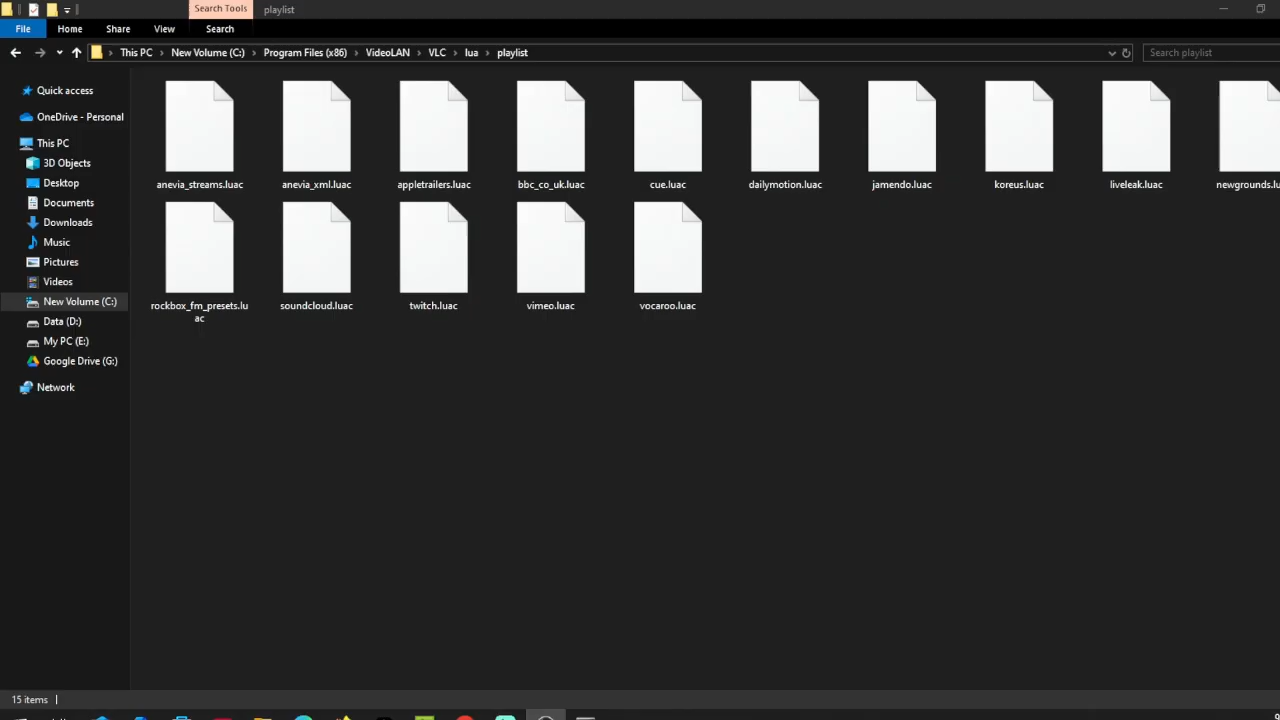 Search Tools
playlist
File
Home
Share
View
Search
This PC
New Volume (C:)
Program Files (x86)
VideoLAN
VLC
lua
playlist
Search playlist
Quick access
OneDrive - Personal
This PC
3D Objects
Desktop
Documents
Downloads
Music
Pictures
Videos
New Volume (C:)
Data (D:)
My PC (E:)
Google Drive (G:)
Network
anevia_streams.luac
anevia_xml.luac
appletrailers.luac
bbc_co_uk.luac
cue.luac
dailymotion.luac
jamendo.luac
koreus.luac
liveleak.luac
newgrounds.lu
rockbox_fm_presets.lu
ac
soundcloud.luac
twitch.luac
vimeo.luac
vocaroo.luac
15 items